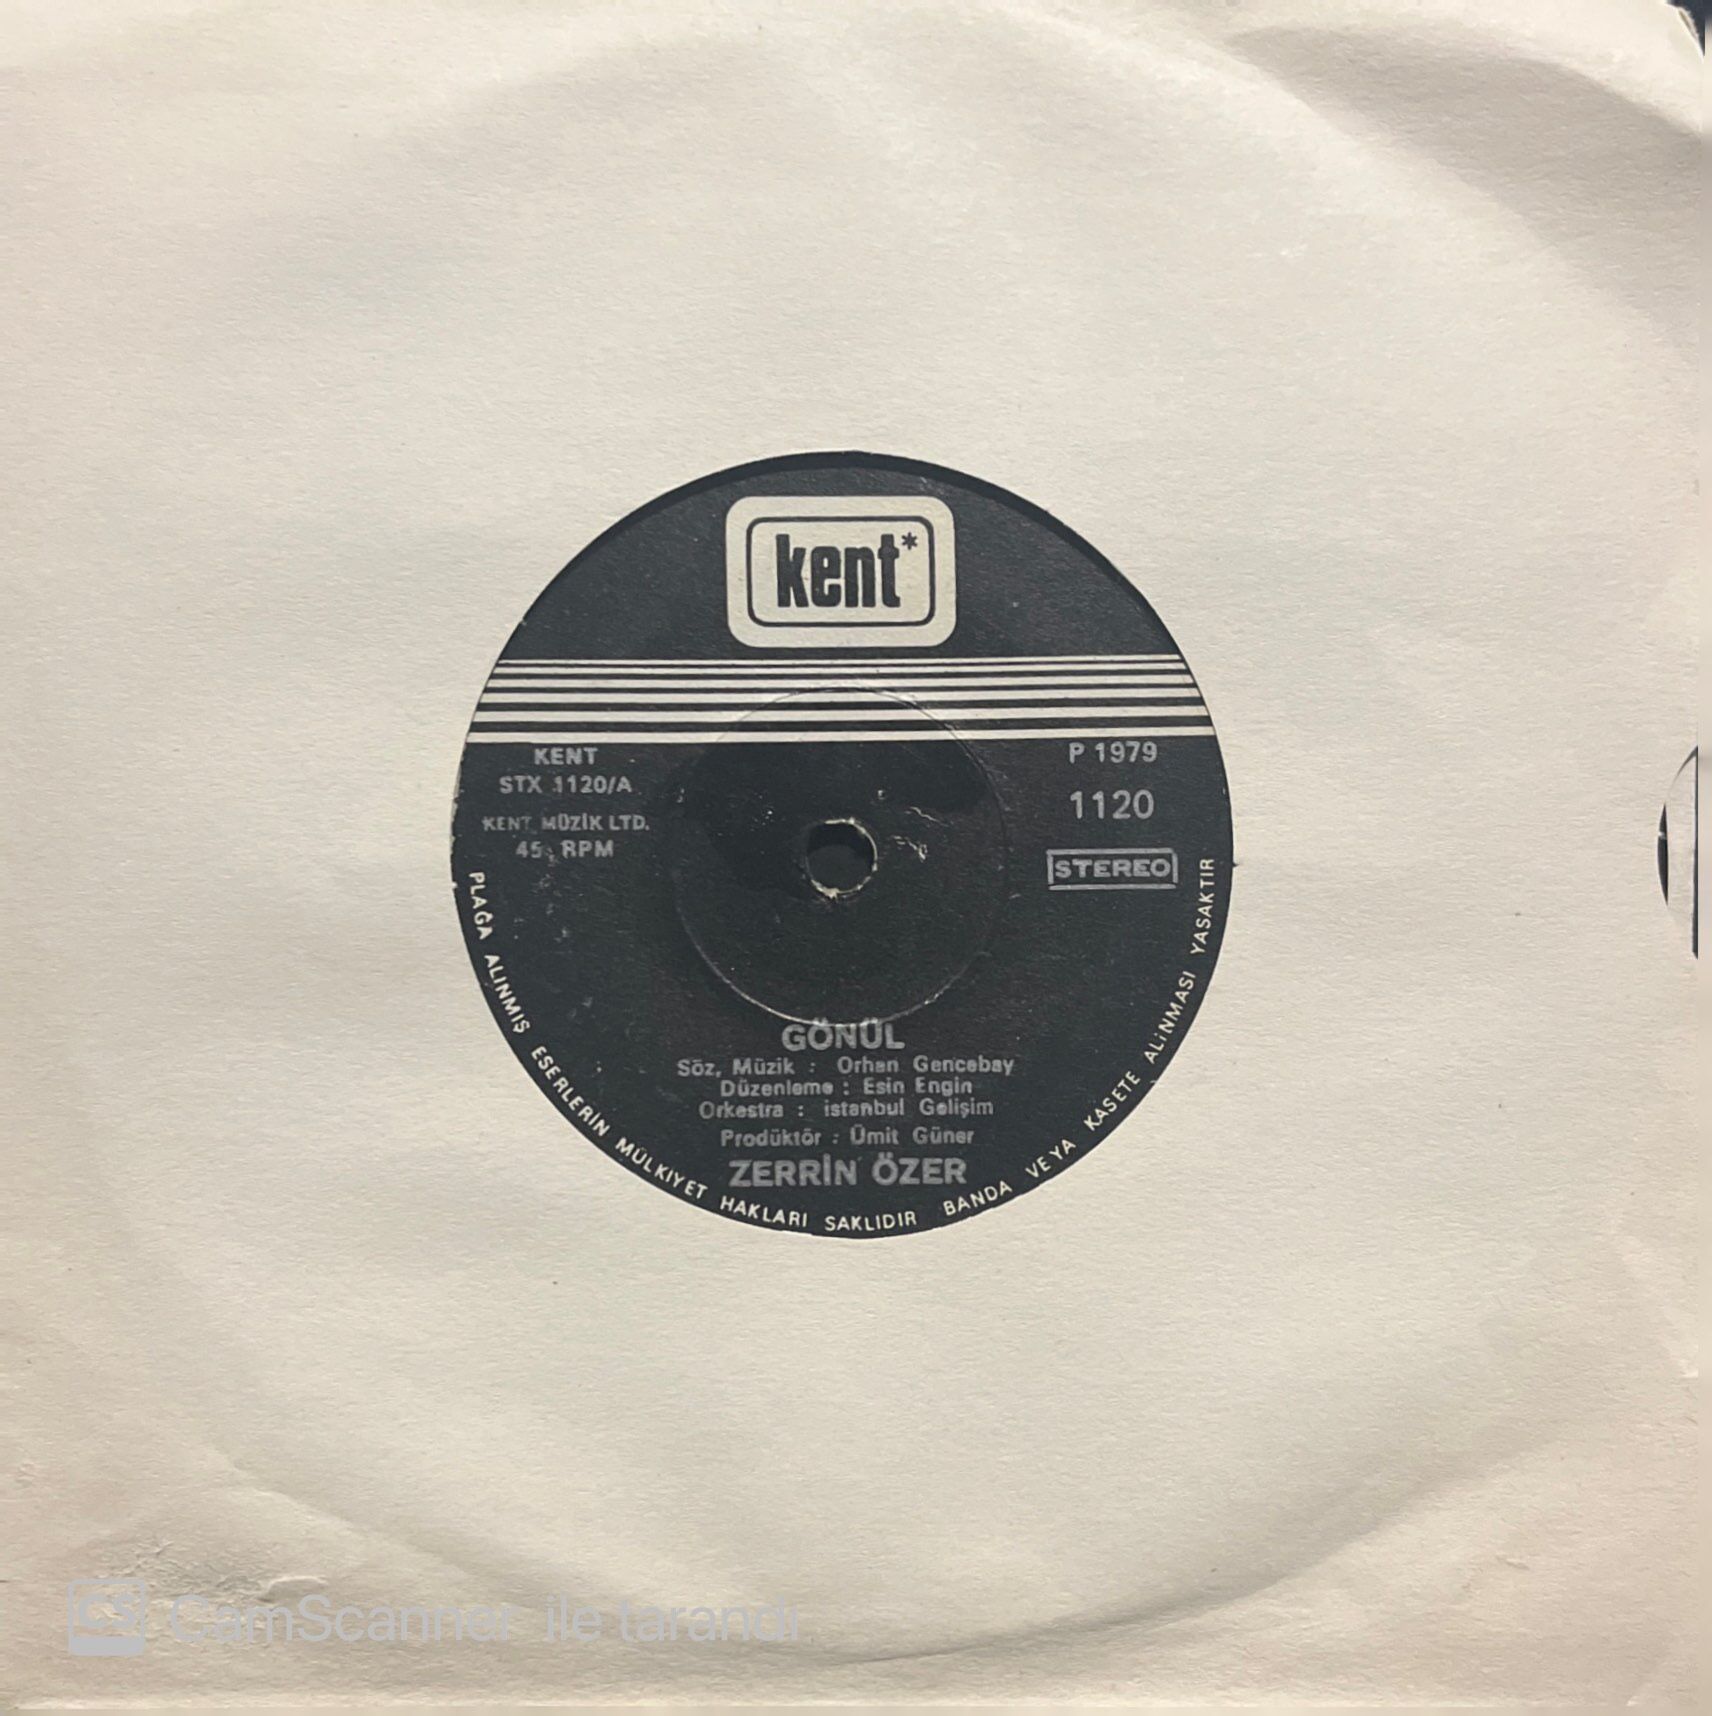 kent*
KENT
STX 1120/A
KENT MÜZİK LTD.
45 RPM
P 1979
1120
STEREO
GÖNÜL
Söz, Müzik : Orhan Gencebay
Düzenleme : Esin Engin
Orkestra : istanbul Gelişim
Prodüktör : Ümit Güner
ZERRİN ÖZER
PLAĞA ALINMIŞ ESERLERİN MÜLKIYET HAKLARI SAKLIDIR BANDA VEYA KASETE ALiNMASI YASAKTIR
CS CamScanner ile tarandı